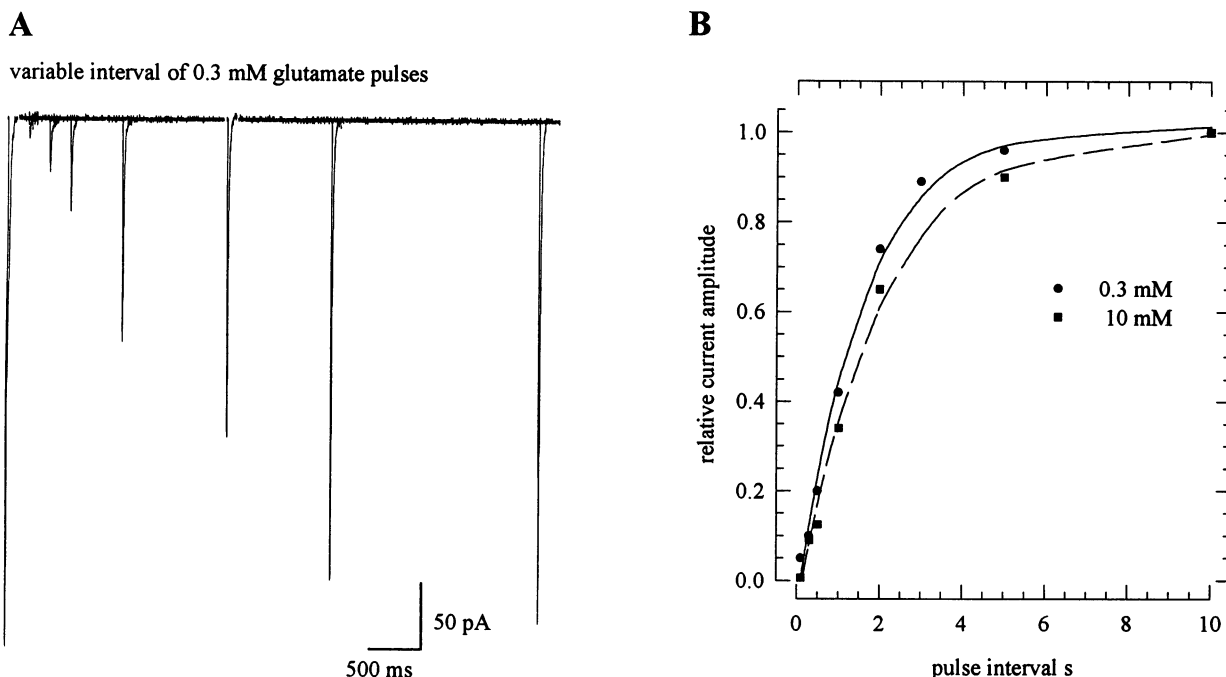 A
variable interval of 0.3 mM glutamate pulses
50 pA
500 ms
B
relative current amplitude
1.0
0.8
0.6
0.4
0.2
0.0
0.3 mM
10 mM
0 2 4 6 8 10
pulse interval s